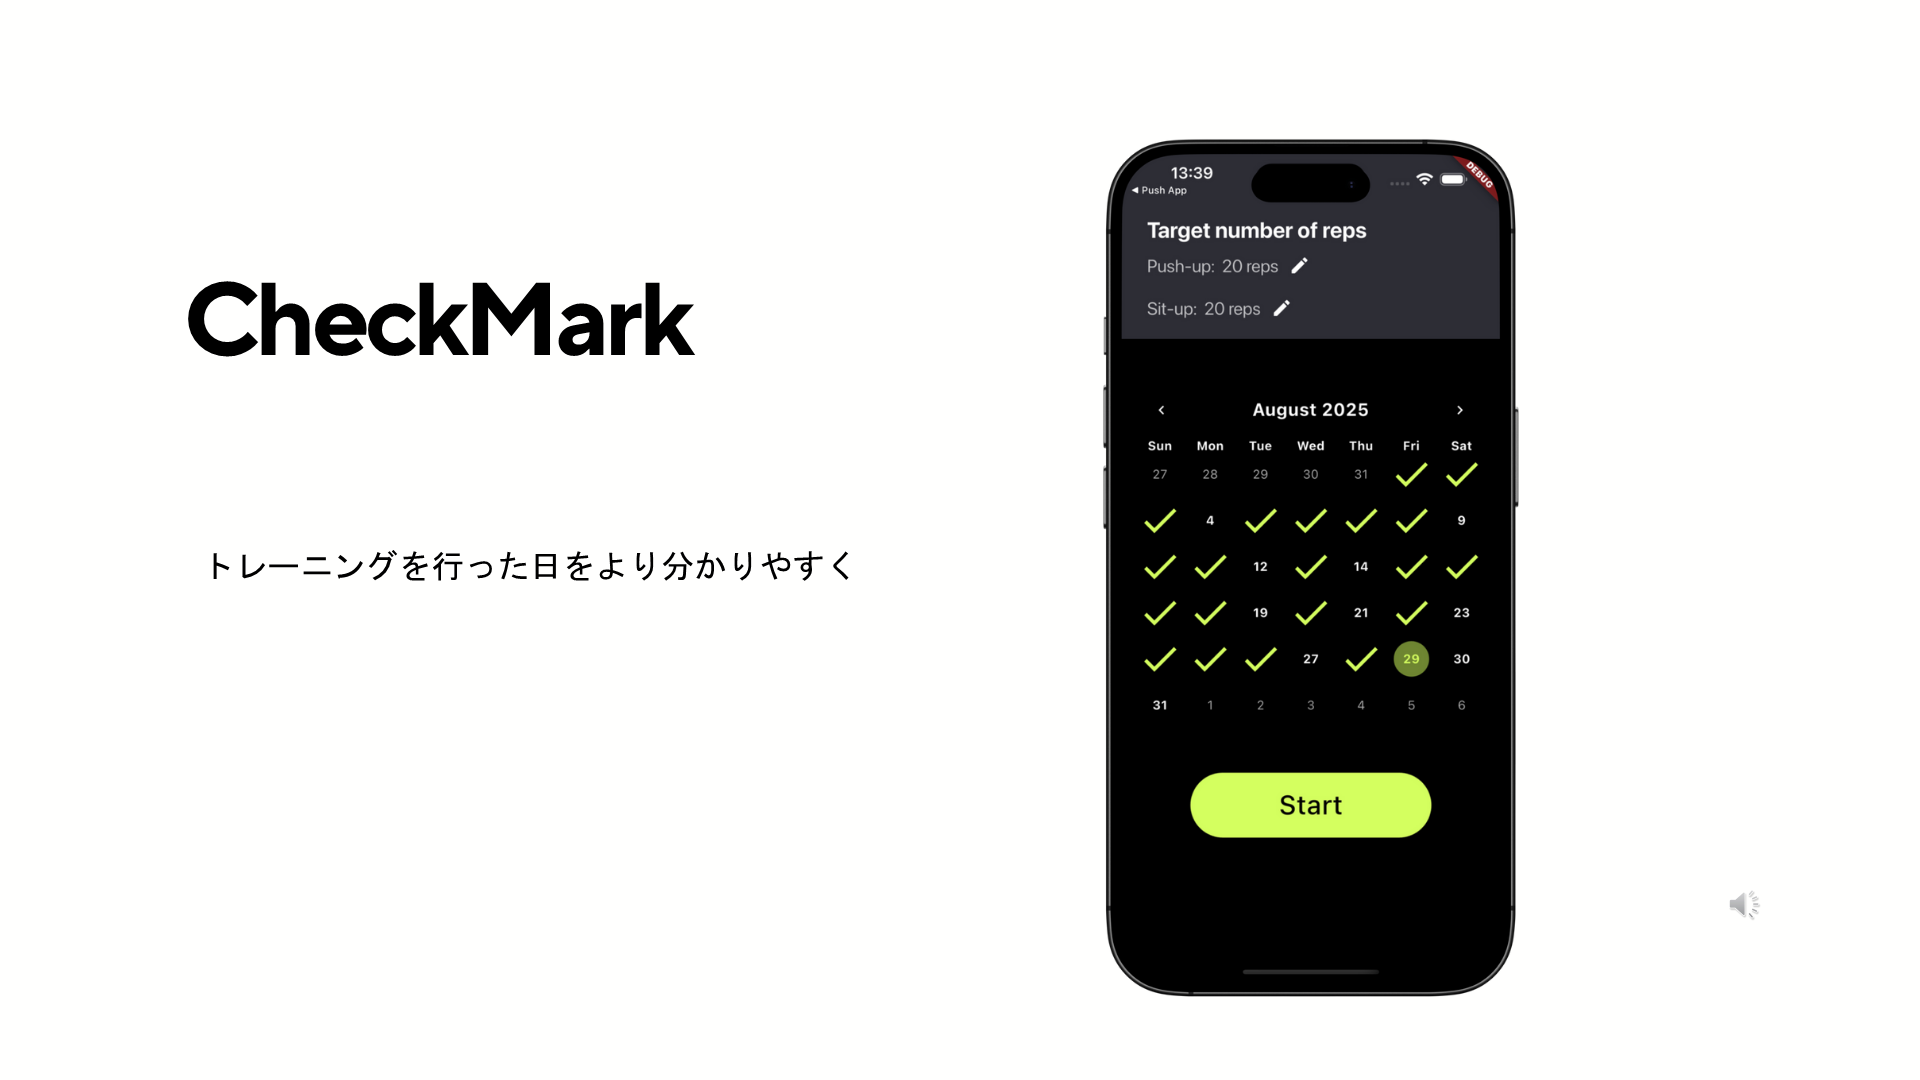 CheckMark
トレーニングを行った日をより分かりやすく
13:39
DEBUG
◀ Push App
Target number of reps
Push-up: 20 reps
Sit-up: 20 reps
August 2025
Sun Mon Tue Wed Thu Fri Sat
27 28 29 30 31
4 9
12 14
19 21 23
27 29 30
31 1 2 3 4 5 6
Start